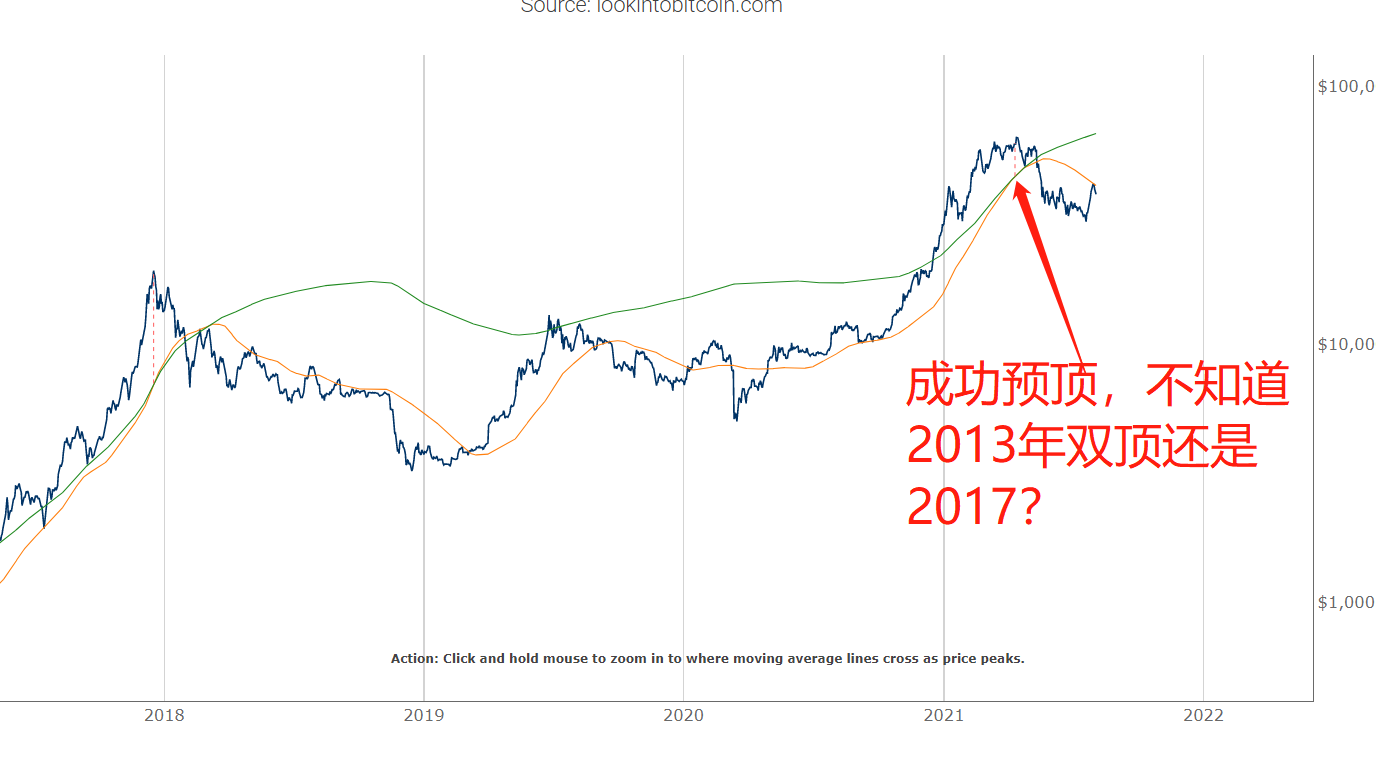 Source: lookintobitcoin.com
$100,0
$10,00
成功预顶，不知道
2013年双顶还是
2017？
$1,000
Action: Click and hold mouse to zoom in to where moving average lines cross as price peaks.
2018 2019 2020 2021 2022